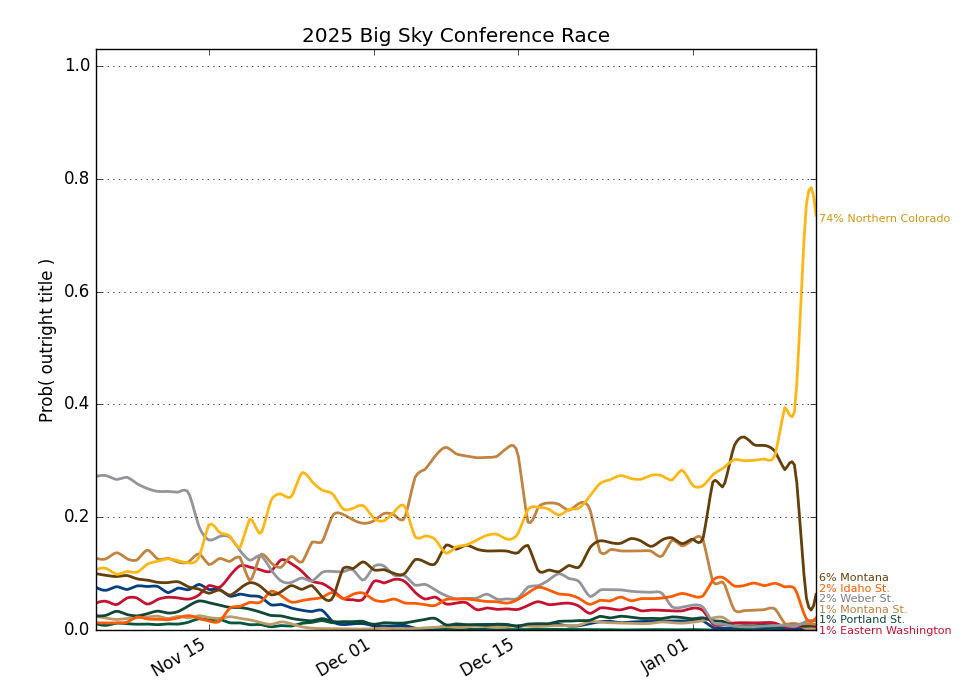 2025 Big Sky Conference Race
1.0
0.8
0.6
0.4
0.2
0.0
Prob( outright title )
Nov 15
Dec 01
Dec 15
Jan 01
74% Northern Colorado
6% Montana
2% Idaho St.
2% Weber St.
1% Montana St.
1% Portland St.
1% Eastern Washington